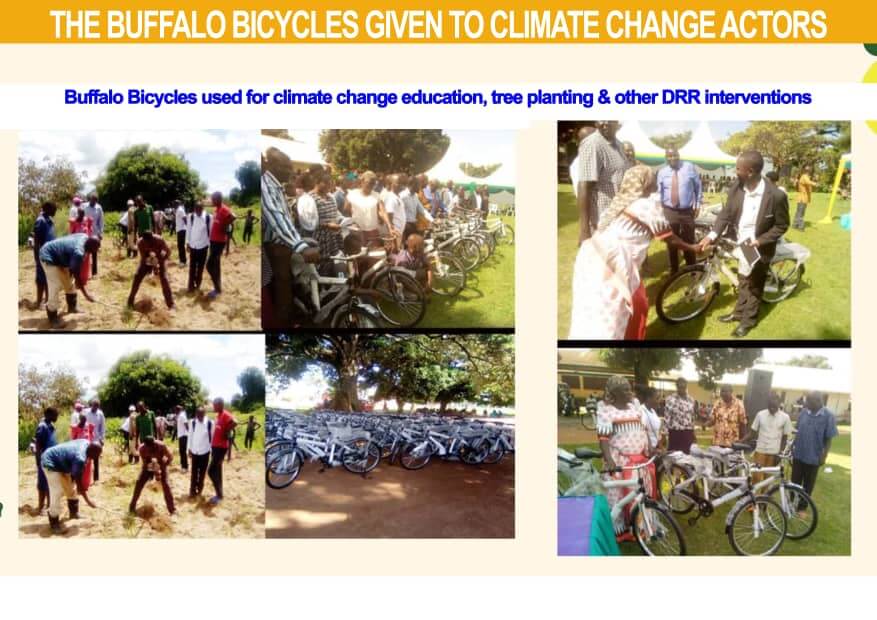 THE BUFFALO BICYCLES GIVEN TO CLIMATE CHANGE ACTORS
Buffalo Bicycles used for climate change education, tree planting & other DRR interventions